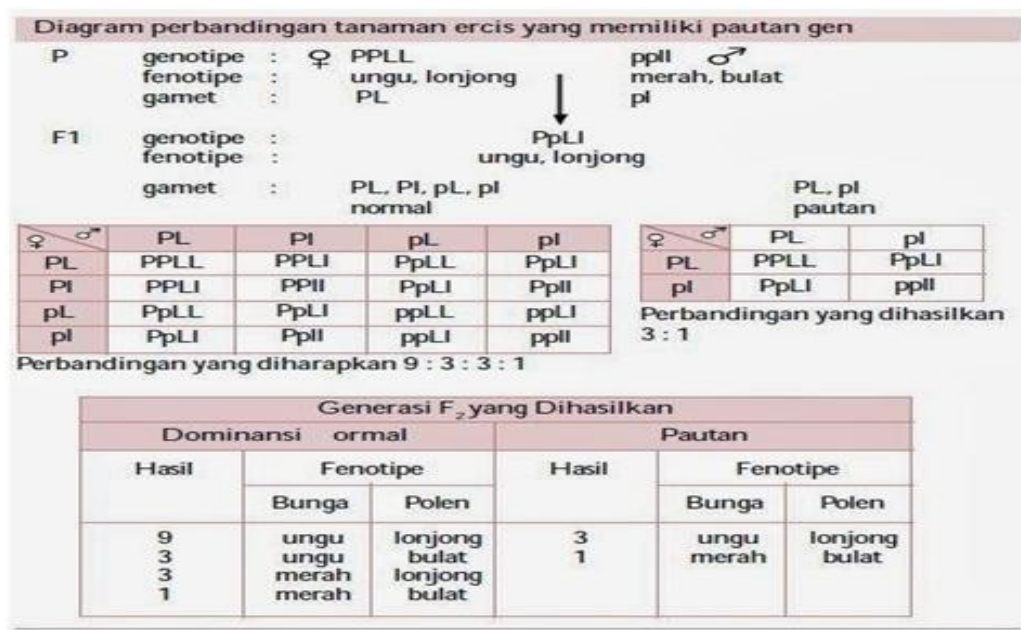 Diagram perbandingan tanaman ercis yang memiliki pautan gen
P genotipe : ♀ PPLL ppll ♂
fenotipe : ungu, lonjong merah, bulat
gamet : PL pl
F1 genotipe : PpLl
fenotipe : ungu, lonjong
gamet : PL, Pl, pL, pl PL, pl
normal pautan
♀ ♂ PL Pl pL pl
PL PPLL PPLl PpLL PpLl
Pl PPLl PPll PpLl Ppll
pL PpLL PpLl ppLL ppLl
pl PpLl Ppll ppLl ppll
Perbandingan yang diharapkan 9 : 3 : 3 : 1
♀ ♂ PL pl
PL PPLL PpLl
pl PpLl ppll
Perbandingan yang dihasilkan
3 : 1
Generasi F₂ yang Dihasilkan
Dominansi ormal Pautan
Hasil Fenotipe Hasil Fenotipe
Bunga Polen Bunga Polen
9 ungu lonjong 3 ungu lonjong
3 ungu bulat 1 merah bulat
3 merah lonjong
1 merah bulat